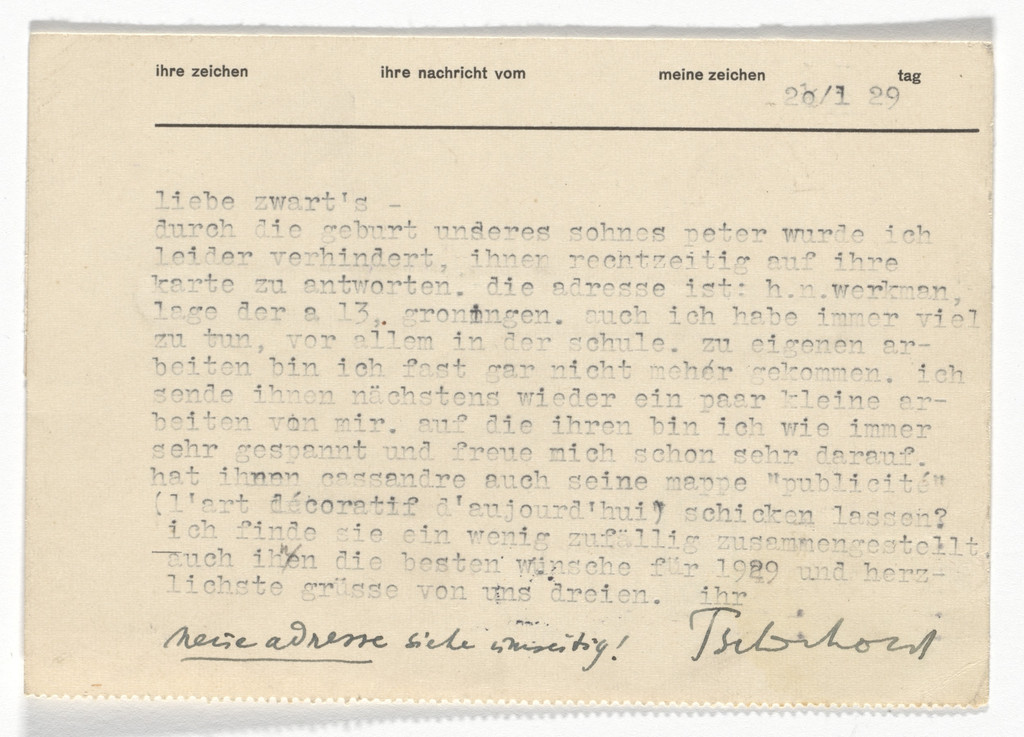 ihre zeichen ihre nachricht vom meine zeichen tag
20/1 29
liebe zwart's -
durch die geburt unseres sohnes peter wurde ich
leider verhindert, ihnen rechtzeitig auf ihre
karte zu antworten. die adresse ist: h.n.werkman,
lage der a 13, groningen. auch ich habe immer viel
zu tun, vor allem in der schule. zu eigenen ar-
beiten bin ich fast gar nicht mehér gekommen. ich
sende ihnen nächstens wieder ein paar kleine ar-
beiten von mir. auf die ihren bin ich wie immer
sehr gespannt und freue mich schon sehr darauf.
hat ihnen cassandre auch seine mappe "publicité"
(l'art décoratif d'aujourd'hui) schicken lassen?
ich finde sie ein wenig zufällig zusammengestellt.
auch ihnen die besten wünsche für 1929 und herz-
lichste grüsse von uns dreien. ihr
neue adresse siehe umseitig! Tschichold